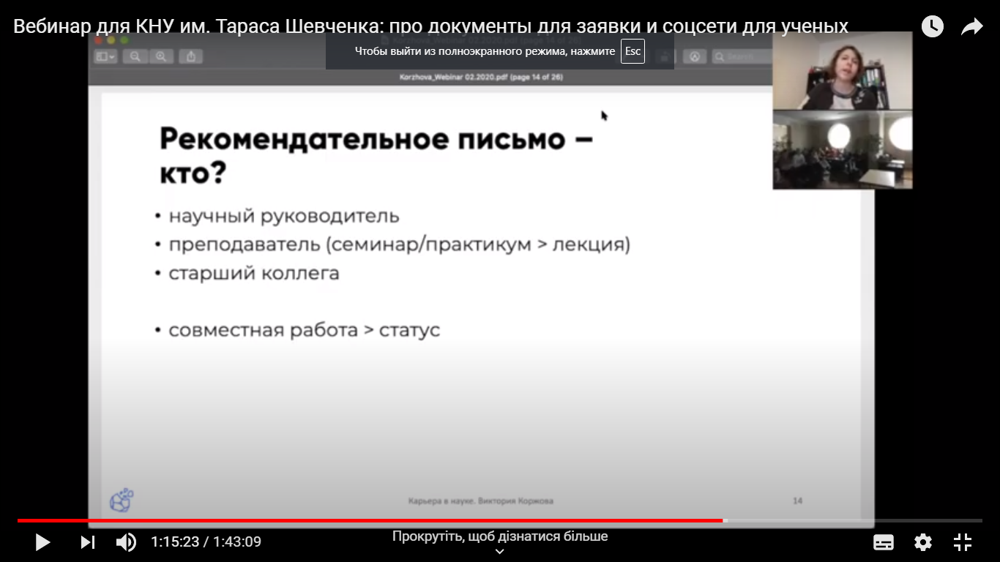 Вебинар для КНУ им. Тараса Шевченка: про документы для заявки и соцсети для ученых
Чтобы выйти из полноэкранного режима, нажмите Esc
Search
Korzhova_Webinar 02.2020.pdf (page 14 of 26)
Рекомендательное письмо –
кто?
• научный руководитель
• преподаватель (семинар/практикум > лекция)
• старший коллега
• совместная работа > статус
Карьера в науке. Виктория Коржова
14
1:15:23 / 1:43:09
Прокрутіть, щоб дізнатися більше